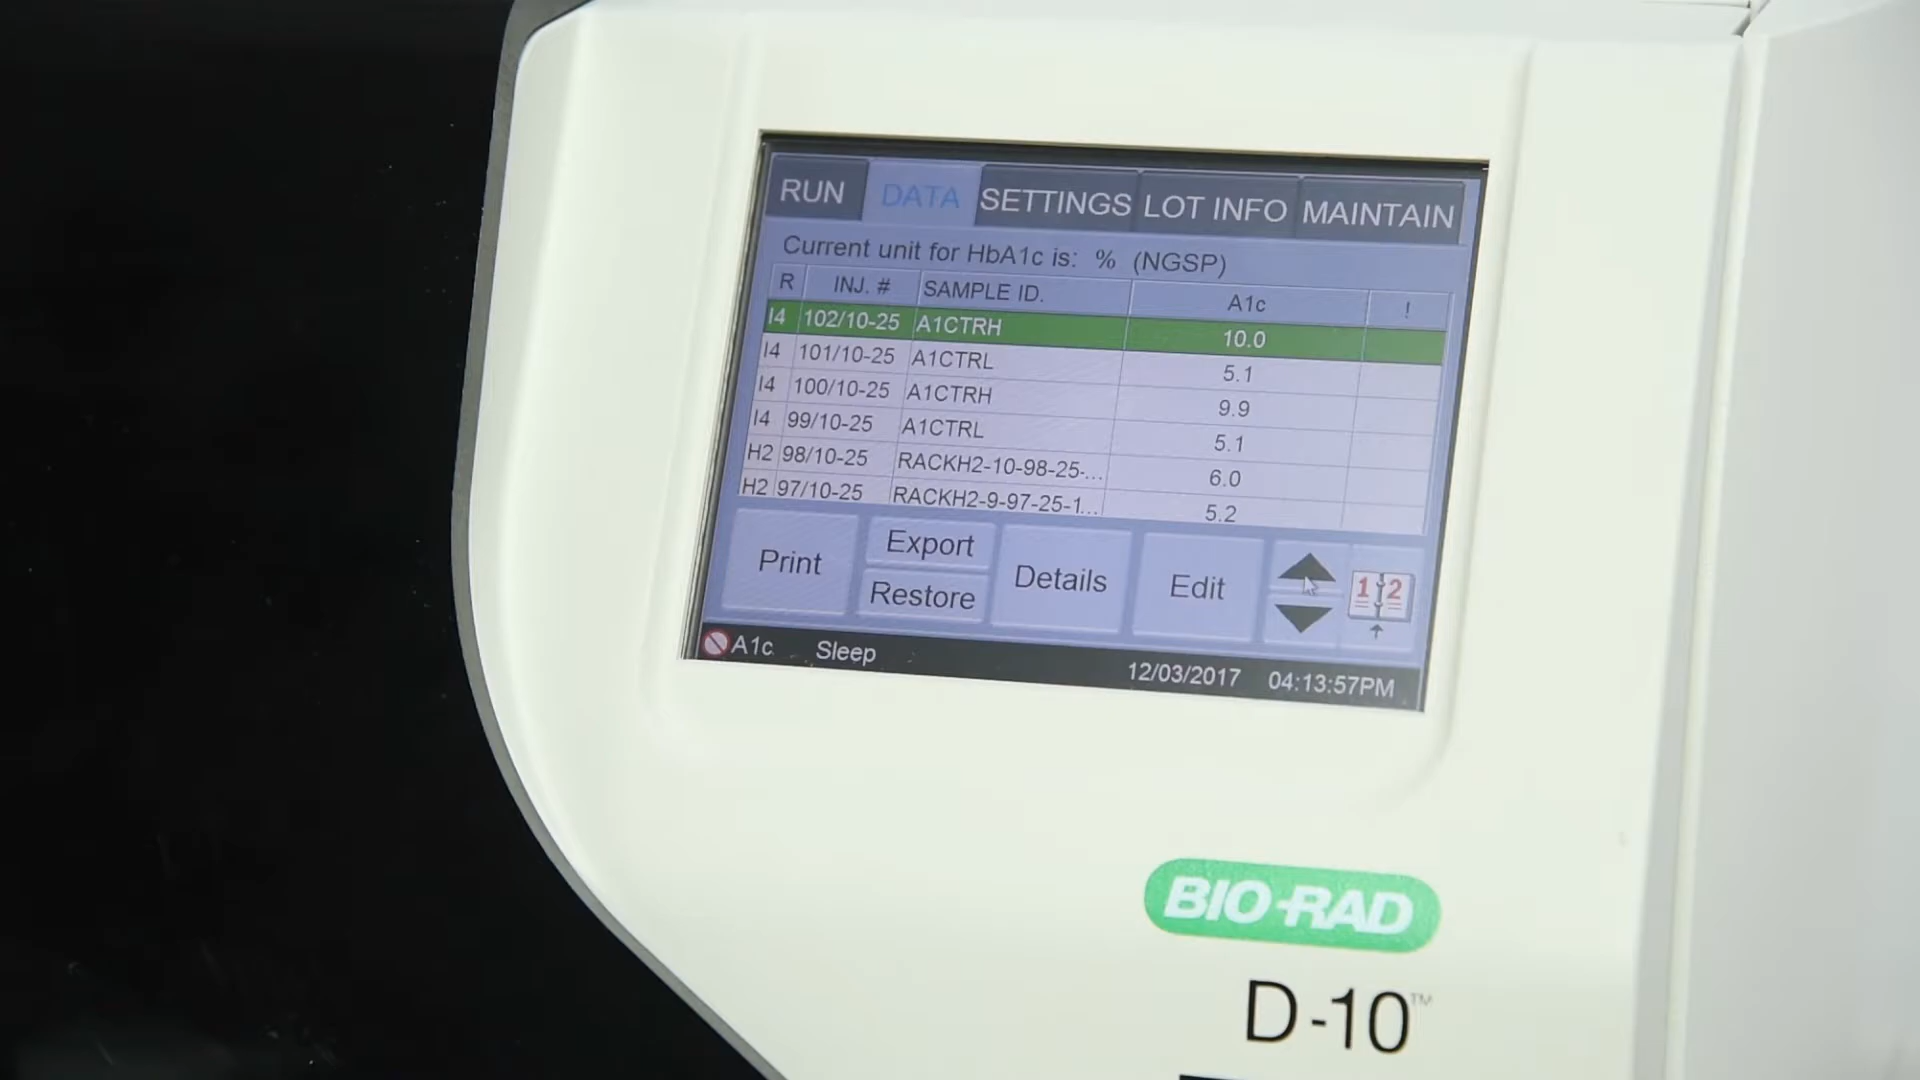 RUN DATA SETTINGS LOT INFO MAINTAIN
Current unit for HbA1c is: % (NGSP)
R INJ. # SAMPLE ID. A1c !
I4 102/10-25 A1CTRH 10.0
I4 101/10-25 A1CTRL 5.1
I4 100/10-25 A1CTRH 9.9
I4 99/10-25 A1CTRL 5.1
H2 98/10-25 RACKH2-10-98-25-... 6.0
H2 97/10-25 RACKH2-9-97-25-1... 5.2
Print Export Restore Details Edit 1 2
A1c Sleep 12/03/2017 04:13:57PM
BIO-RAD
D-10™